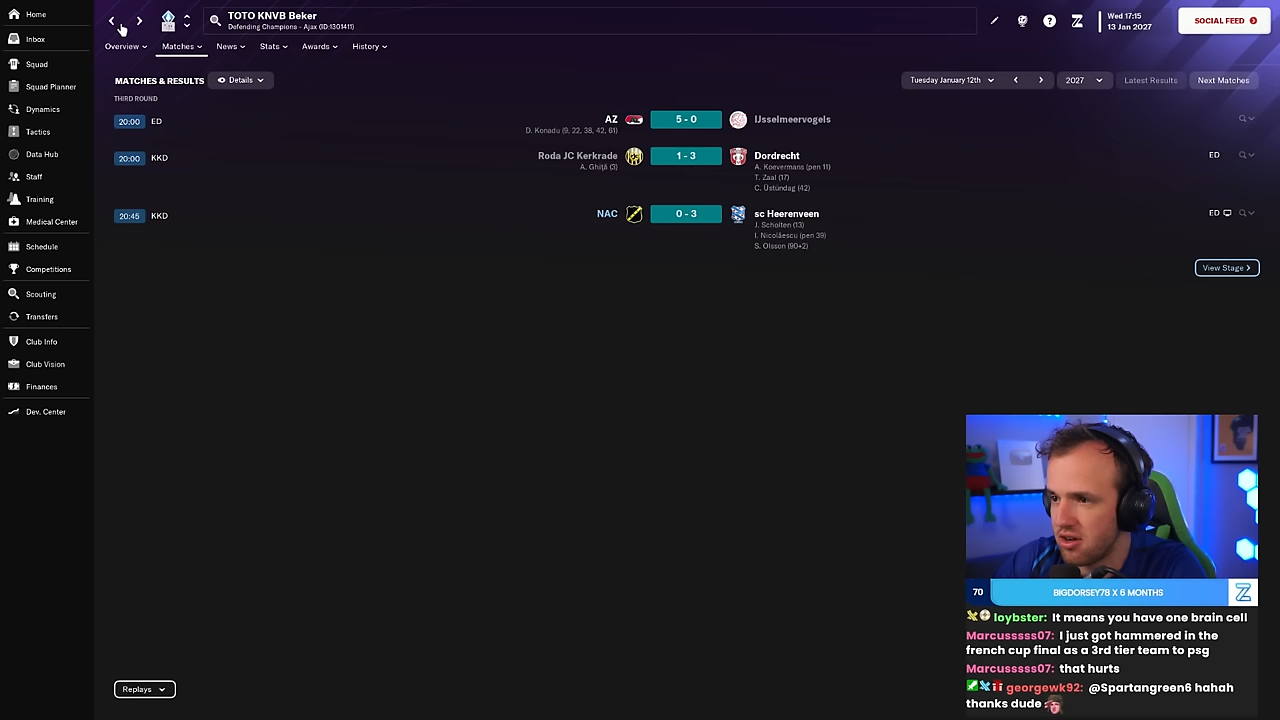 Home
TOTO KNVB Beker
Defending Champions - Ajax (ID:1301411)
Wed 17:15
13 Jan 2027
SOCIAL FEED
Inbox
Overview
Matches
News
Stats
Awards
History
Squad
Squad Planner
Dynamics
Tactics
Data Hub
Staff
Training
Medical Center
Schedule
Competitions
Scouting
Transfers
Club Info
Club Vision
Finances
Dev. Center
MATCHES & RESULTS
Details
Tuesday January 12th
2027
Latest Results
Next Matches
THIRD ROUND
20:00 ED AZ 5 - 0 IJsselmeervogels
D. Konadu (9, 22, 38, 42, 61)
20:00 KKD Roda JC Kerkrade 1 - 3 Dordrecht ED
A. Ghiță (3) A. Koevermans (pen 11)
T. Zaal (17)
C. Üstündag (42)
20:45 KKD NAC 0 - 3 sc Heerenveen ED
J. Scholten (13)
I. Nicolăescu (pen 39)
S. Olsson (90+2)
View Stage
Replays
70 BIGDORSEY78 X 6 MONTHS Z
loybster: It means you have one brain cell
Marcusssss07: I just got hammered in the
french cup final as a 3rd tier team to psg
Marcusssss07: that hurts
georgewk92: @Spartangreen6 hahah
thanks dude